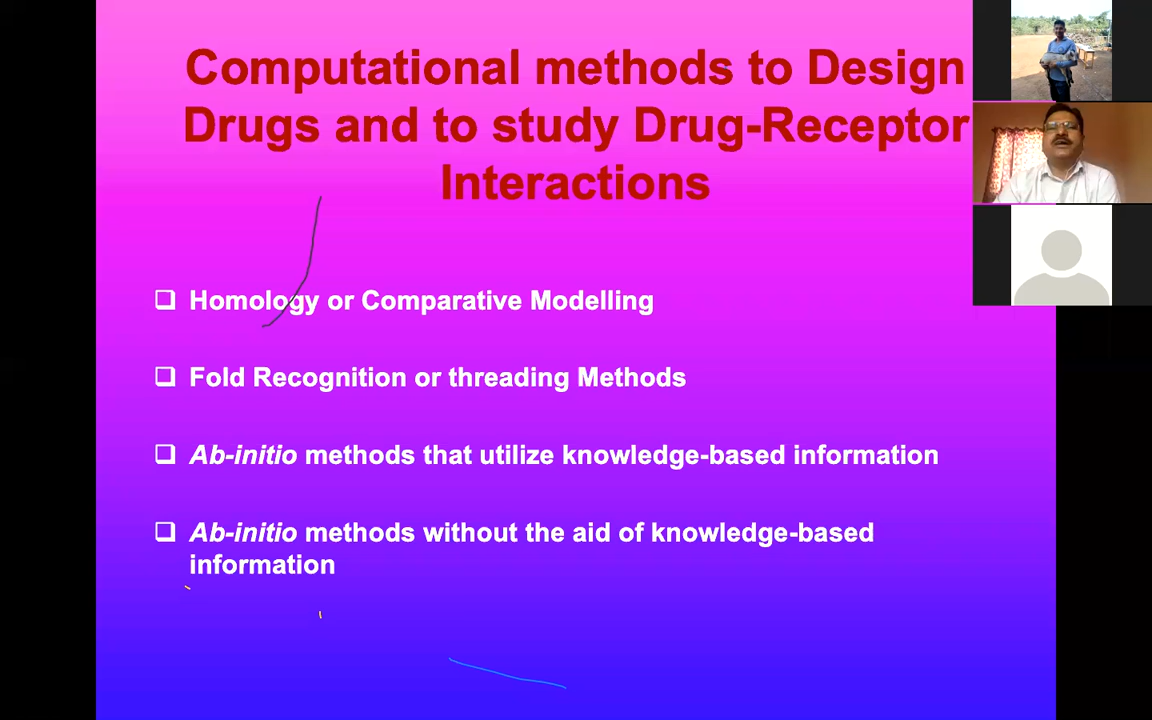 Computational methods to Design
Drugs and to study Drug-Receptor
Interactions
❑ Homology or Comparative Modelling
❑ Fold Recognition or threading Methods
❑ Ab-initio methods that utilize knowledge-based information
❑ Ab-initio methods without the aid of knowledge-based
information